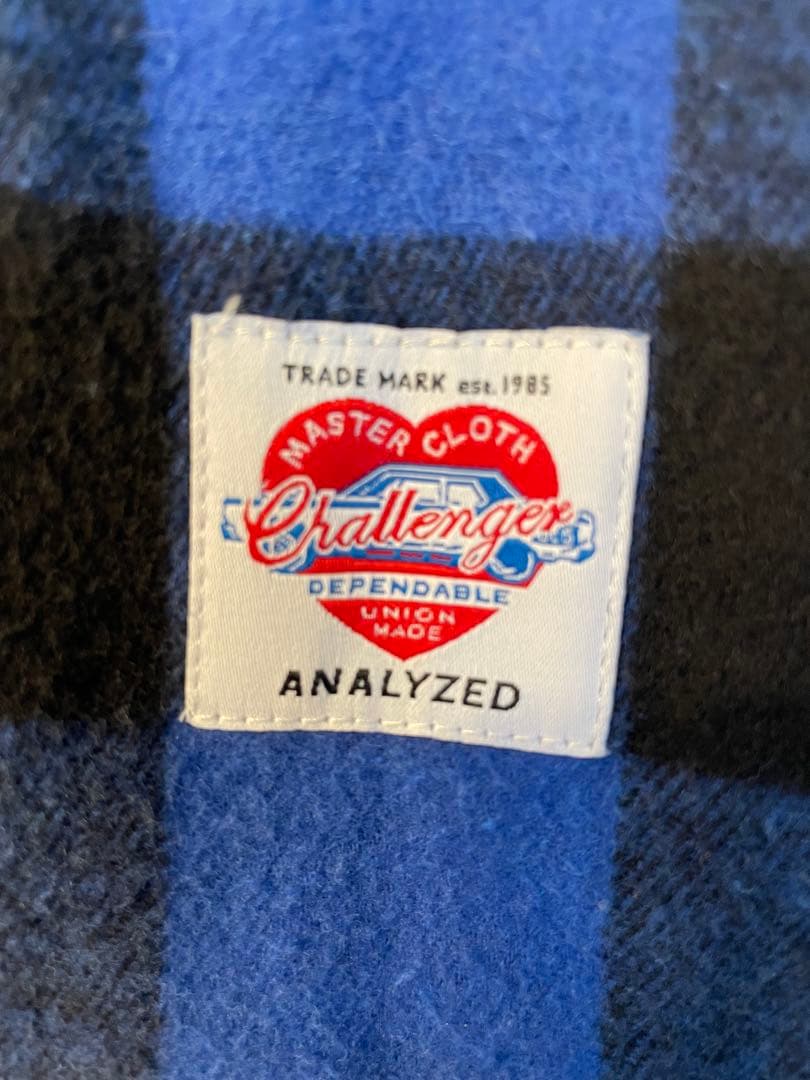 TRADE MARK est. 1985
MASTER CLOTH
Challenger
DEPENDABLE
UNION
MADE
ANALYZED